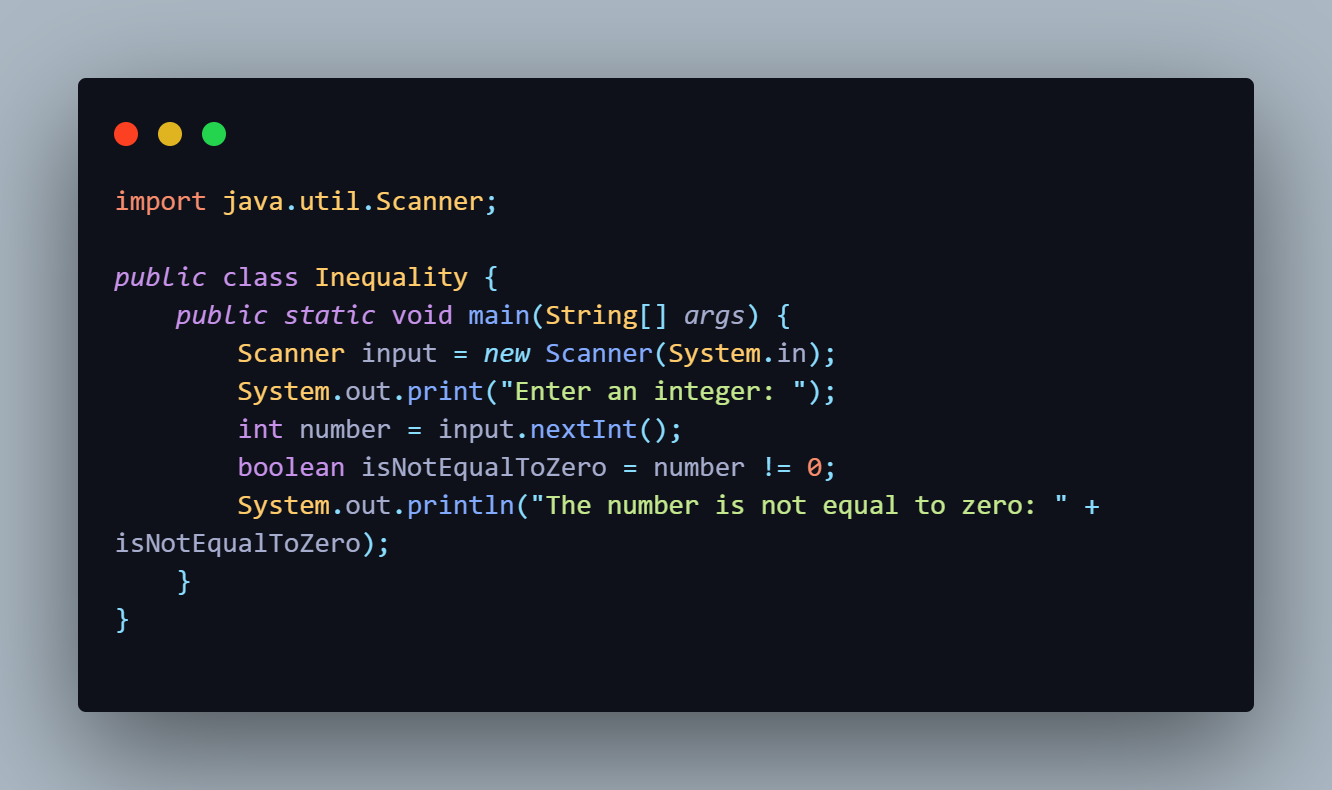 import java.util.Scanner;

public class Inequality {
    public static void main(String[] args) {
        Scanner input = new Scanner(System.in);
        System.out.print("Enter an integer: ");
        int number = input.nextInt();
        boolean isNotEqualToZero = number != 0;
        System.out.println("The number is not equal to zero: " +
isNotEqualToZero);
    }
}